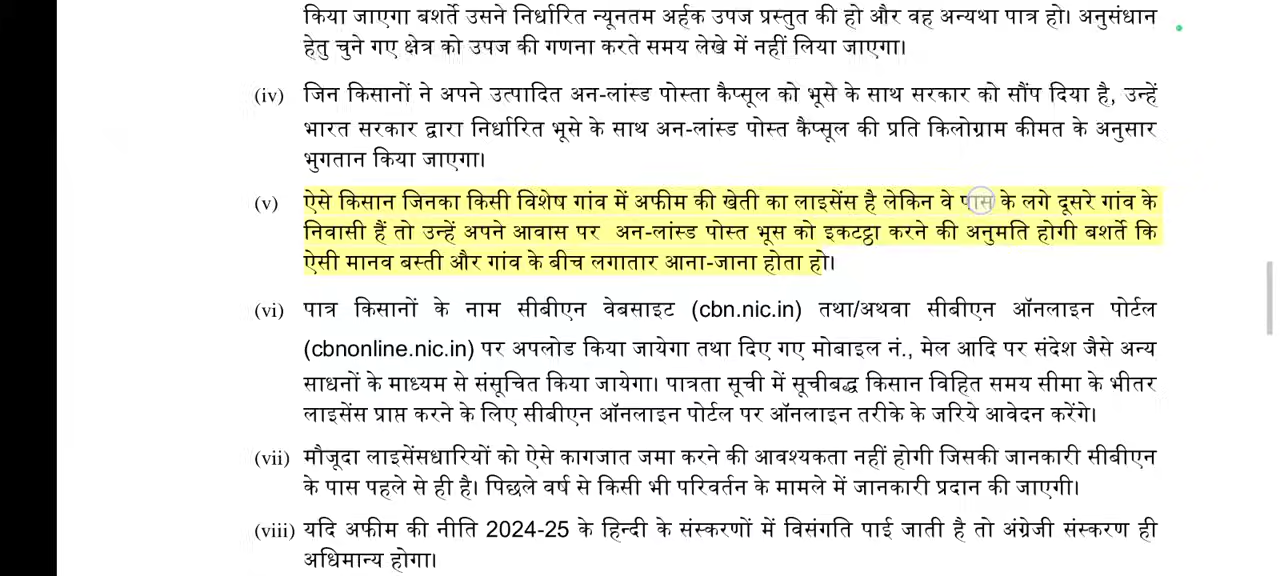 किया जाएगा बशर्ते उसने निर्धारित न्यूनतम अर्हक उपज प्रस्तुत की हो और वह अन्यथा पात्र हो। अनुसंधान
हेतु चुने गए क्षेत्र को उपज की गणना करते समय लेखे में नहीं लिया जाएगा।
(iv) जिन किसानों ने अपने उत्पादित अन-लांस्ड पोस्ता कैप्सूल को भूसे के साथ सरकार को सौंप दिया है, उन्हें
भारत सरकार द्वारा निर्धारित भूसे के साथ अन-लांस्ड पोस्त कैप्सूल की प्रति किलोग्राम कीमत के अनुसार
भुगतान किया जाएगा।
(v) ऐसे किसान जिनका किसी विशेष गांव में अफीम की खेती का लाइसेंस है लेकिन वे पास के लगे दूसरे गांव के
निवासी हैं तो उन्हें अपने आवास पर अन-लांस्ड पोस्त भूस को इकटट्ठा करने की अनुमति होगी बशर्ते कि
ऐसी मानव बस्ती और गांव के बीच लगातार आना-जाना होता हो।
(vi) पात्र किसानों के नाम सीबीएन वेबसाइट (cbn.nic.in) तथा/अथवा सीबीएन ऑनलाइन पोर्टल
(cbnonline.nic.in) पर अपलोड किया जायेगा तथा दिए गए मोबाइल नं., मेल आदि पर संदेश जैसे अन्य
साधनों के माध्यम से संसूचित किया जायेगा। पात्रता सूची में सूचीबद्ध किसान विहित समय सीमा के भीतर
लाइसेंस प्राप्त करने के लिए सीबीएन ऑनलाइन पोर्टल पर ऑनलाइन तरीके के जरिये आवेदन करेंगे।
(vii) मौजूदा लाइसेंसधारियों को ऐसे कागजात जमा करने की आवश्यकता नहीं होगी जिसकी जानकारी सीबीएन
के पास पहले से ही है। पिछले वर्ष से किसी भी परिवर्तन के मामले में जानकारी प्रदान की जाएगी।
(viii) यदि अफीम की नीति 2024-25 के हिन्दी के संस्करणों में विसंगति पाई जाती है तो अंग्रेजी संस्करण ही
अधिमान्य होगा।